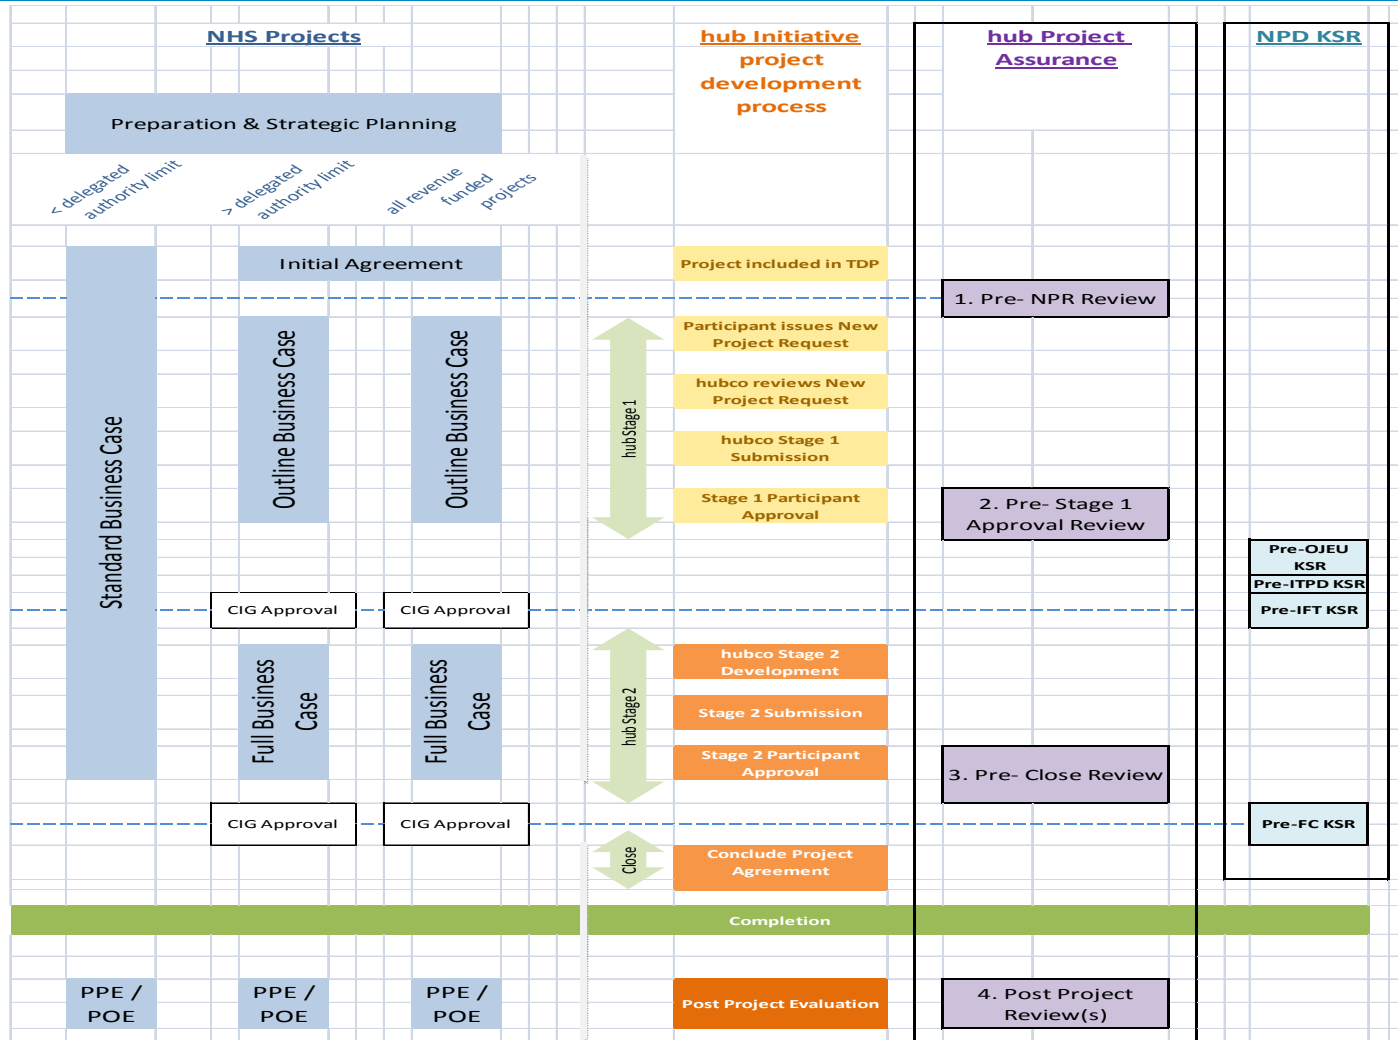 NHS Projects
hub Initiative
project
development
process
hub Project
Assurance
NPD KSR
Preparation & Strategic Planning
< delegated
authority limit
> delegated
authority limit
all revenue
funded
projects
Initial Agreement
Project included in TDP
1. Pre- NPR Review
Standard Business Case
Outline Business Case
Outline Business Case
hub Stage 1
Participant issues New
Project Request
hubco reviews New
Project Request
hubco Stage 1
Submission
Stage 1 Participant
Approval
2. Pre- Stage 1
Approval Review
Pre-OJEU
KSR
Pre-ITPD KSR
Pre-IFT KSR
CIG Approval
CIG Approval
Full Business
Case
Full Business
Case
hub Stage 2
hubco Stage 2
Development
Stage 2 Submission
Stage 2 Participant
Approval
3. Pre- Close Review
CIG Approval
CIG Approval
Pre-FC KSR
Close
Conclude Project
Agreement
Completion
PPE /
POE
PPE /
POE
PPE /
POE
Post Project Evaluation
4. Post Project
Review(s)